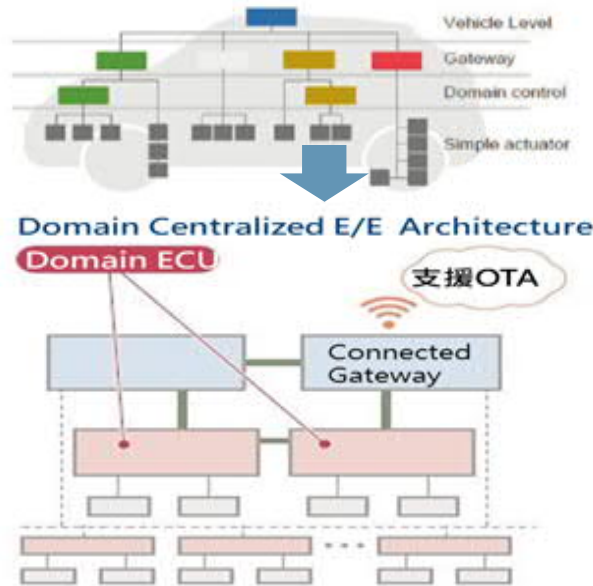 Vehicle Level
Gateway
Domain control
Simple actuator
Domain Centralized E/E Architecture
Domain ECU
支援OTA
Connected
Gateway